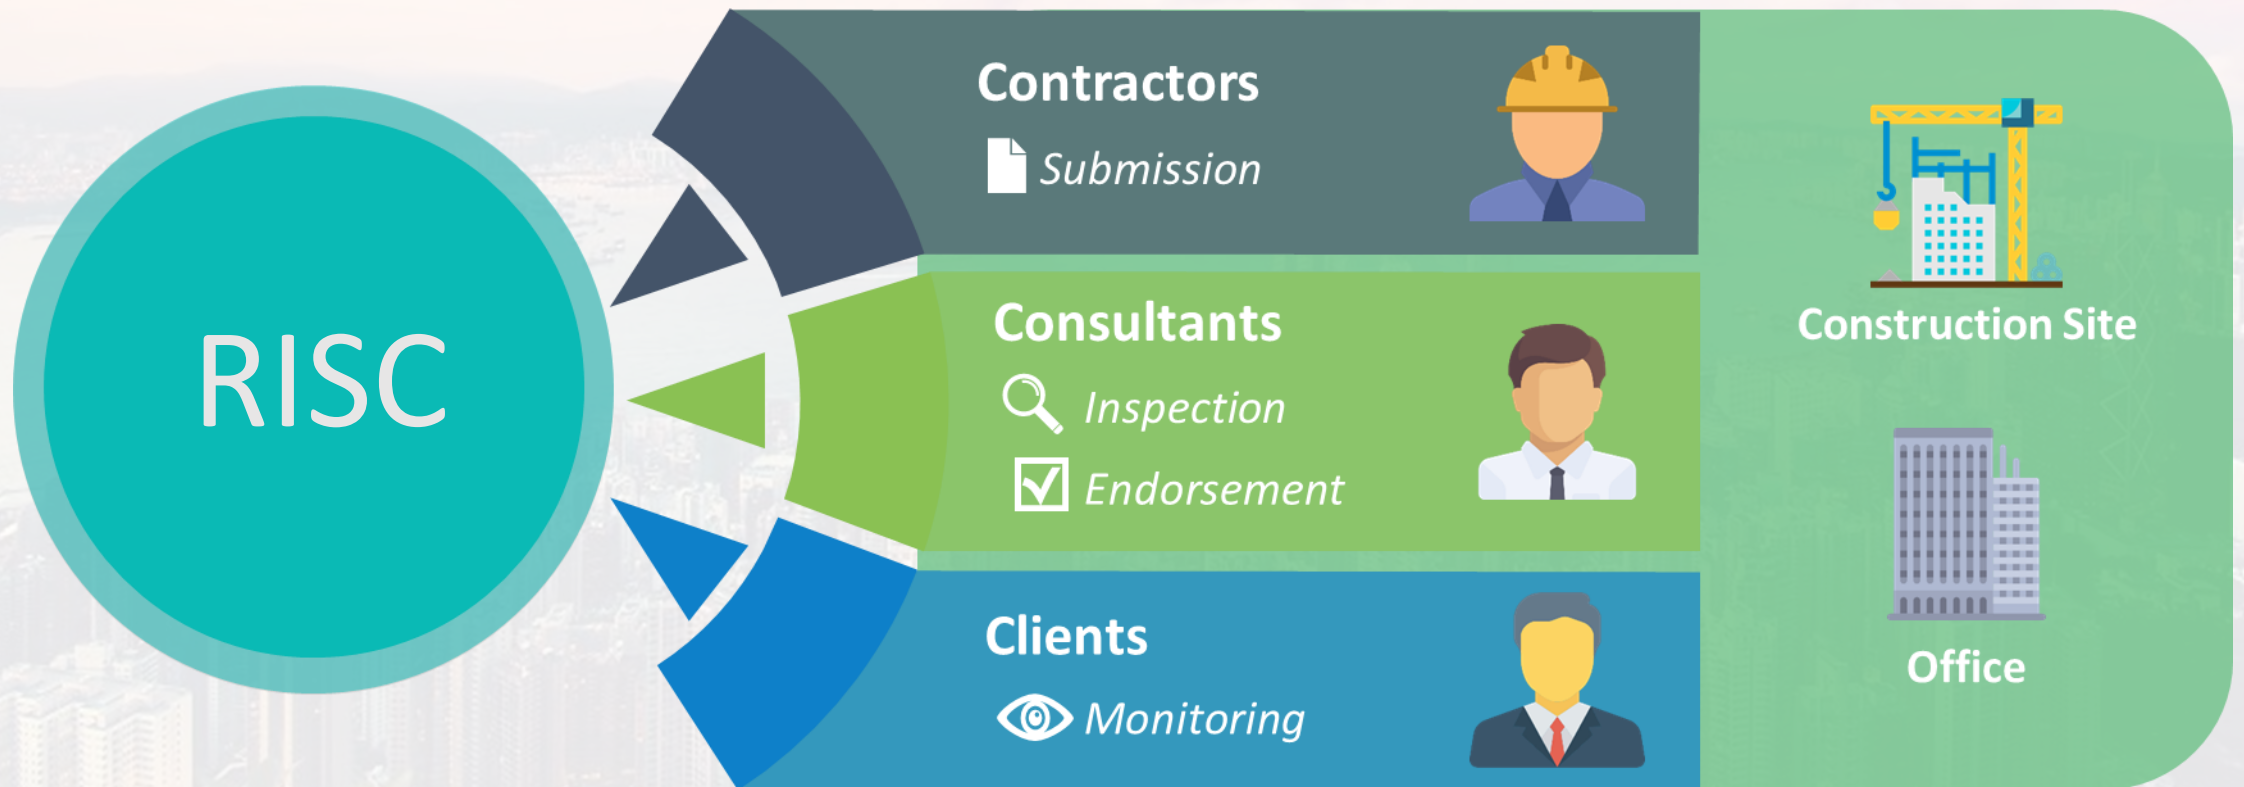 RISC
Contractors
Submission
Consultants
Inspection
Endorsement
Clients
Monitoring
Construction Site
Office